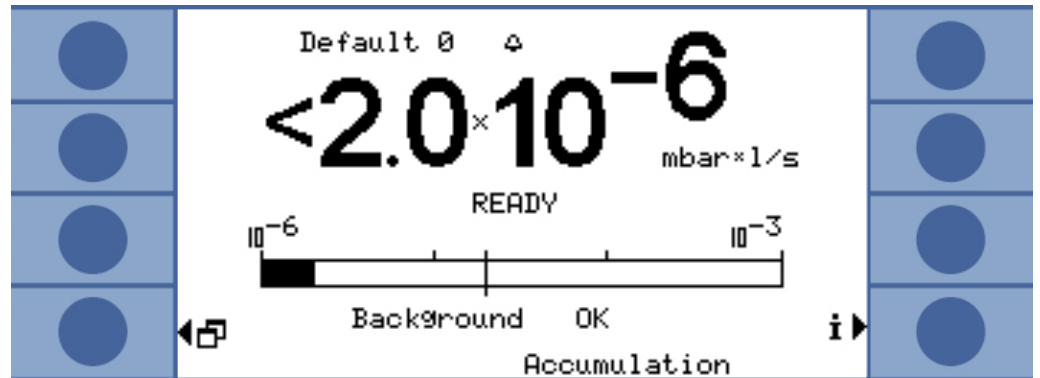 Default 0
<2.0×10⁻⁶
mbar×l/s
READY
10⁻⁶ 10⁻³
Background OK
i
Accumulation